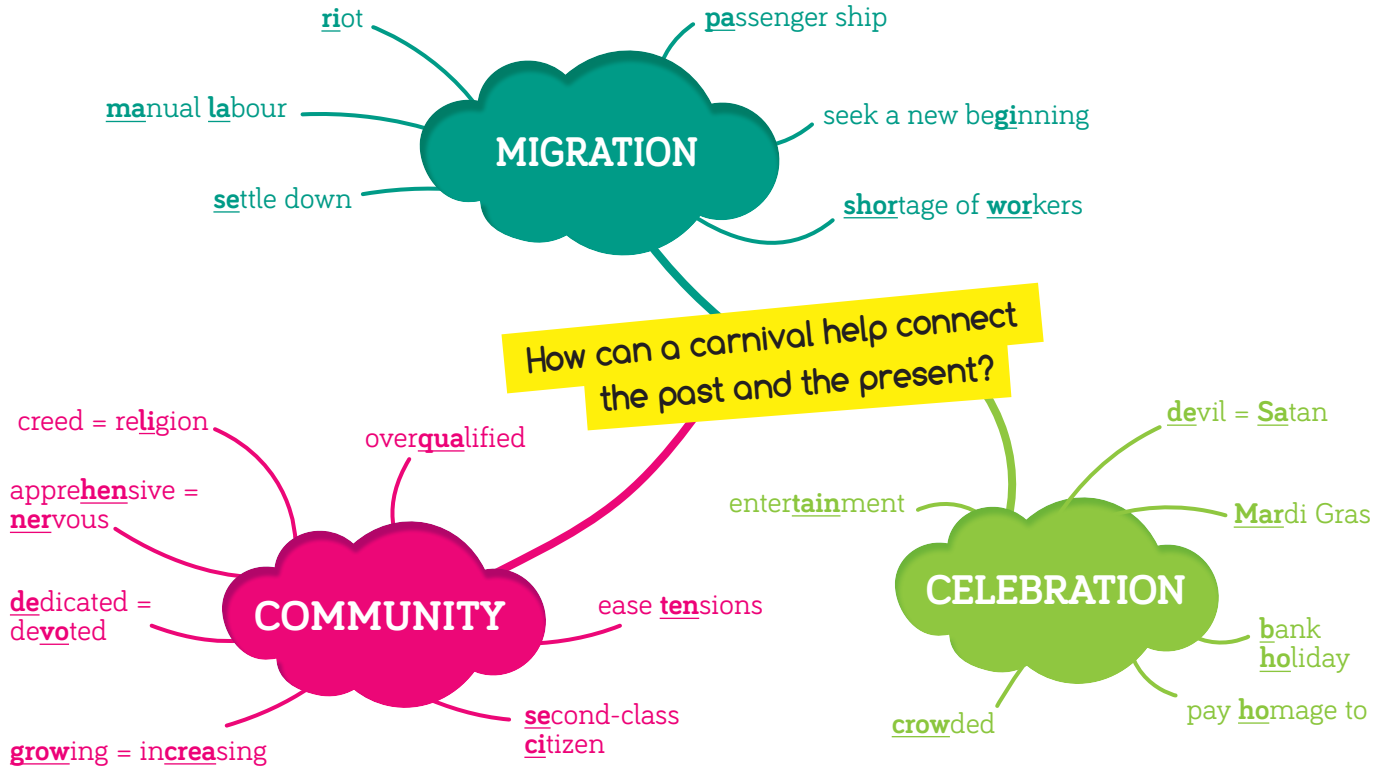 riot
passenger ship
manual labour
seek a new beginning
MIGRATION
settle down
shortage of workers
How can a carnival help connect
the past and the present?
creed = religion
overqualified
apprehensive =
nervous
dedicated =
devoted
COMMUNITY
ease tensions
growing = increasing
second-class
citizen
devil = Satan
entertainment
Mardi Gras
CELEBRATION
bank
holiday
crowded
pay homage to